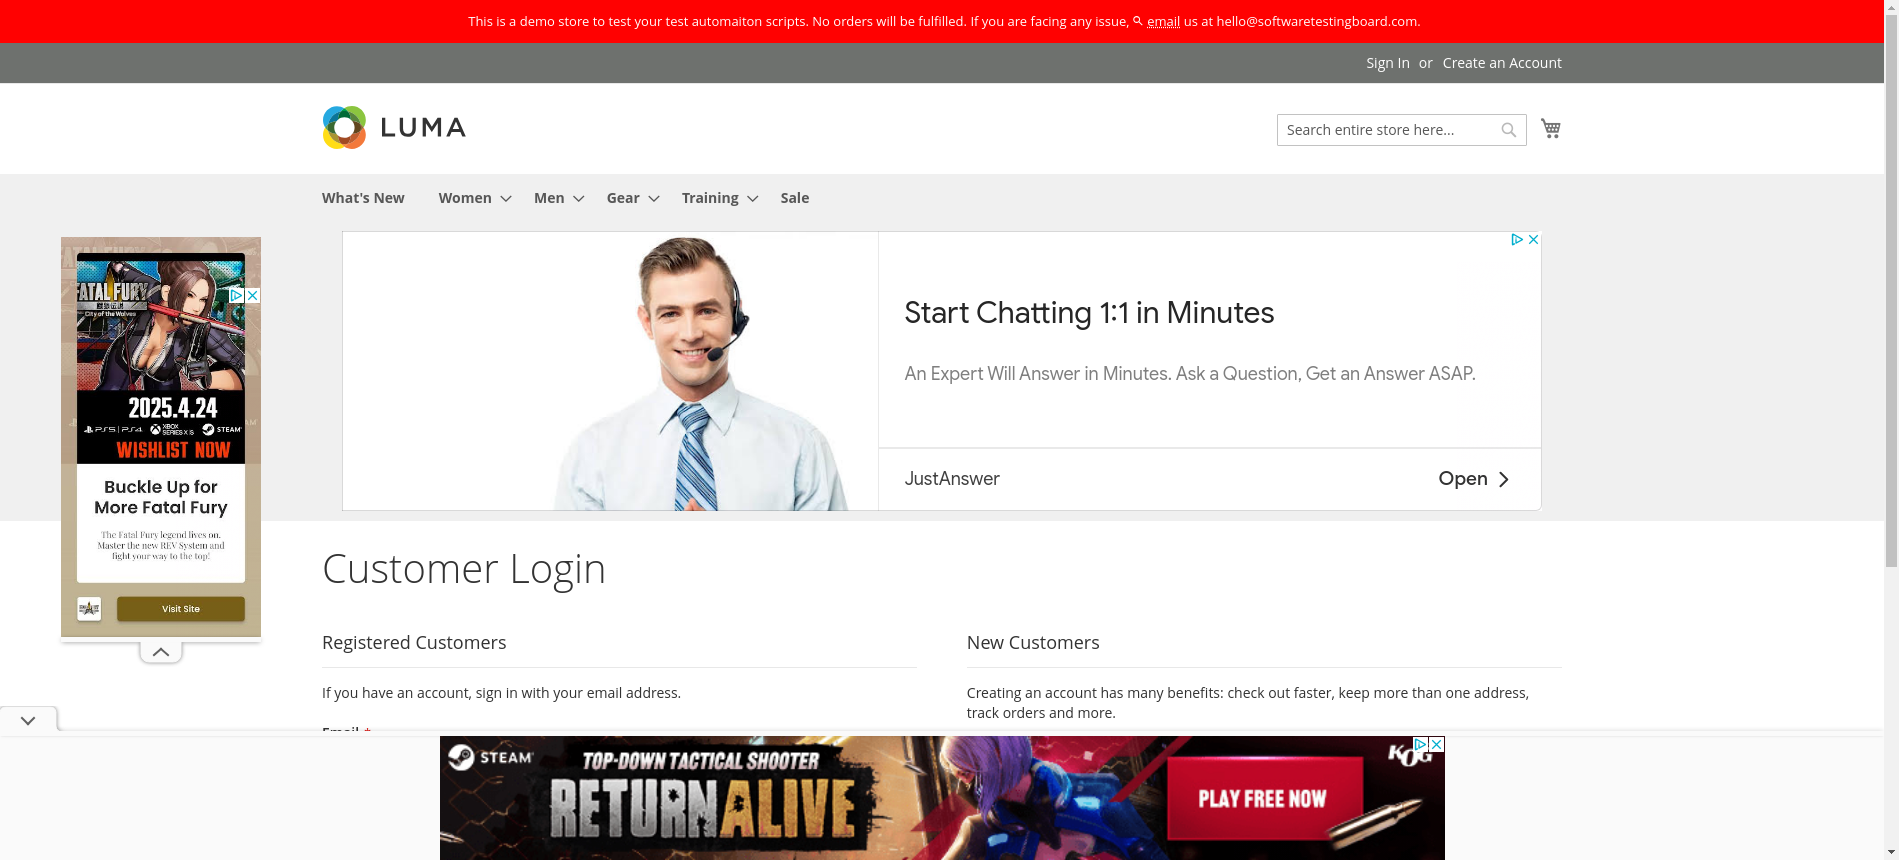 This is a demo store to test your test automaiton scripts. No orders will be fulfilled. If you are facing any issue, email us at hello@softwaretestingboard.com.
Sign In or Create an Account
LUMA
Search entire store here...
What's New Women Men Gear Training Sale
FATAL FURY
City of the Wolves
2025.4.24
PS5 | PS4 XBOX SERIES X|S STEAM
WISHLIST NOW
Buckle Up for
More Fatal Fury
The Fatal Fury legend lives on.
Master the new REV System and
fight your way to the top!
Visit Site
Start Chatting 1:1 in Minutes
An Expert Will Answer in Minutes. Ask a Question, Get an Answer ASAP.
JustAnswer
Open
Customer Login
Registered Customers
If you have an account, sign in with your email address.
Email *
New Customers
Creating an account has many benefits: check out faster, keep more than one address,
track orders and more.
STEAM
TOP-DOWN TACTICAL SHOOTER
RETURN ALIVE
PLAY FREE NOW
KOG